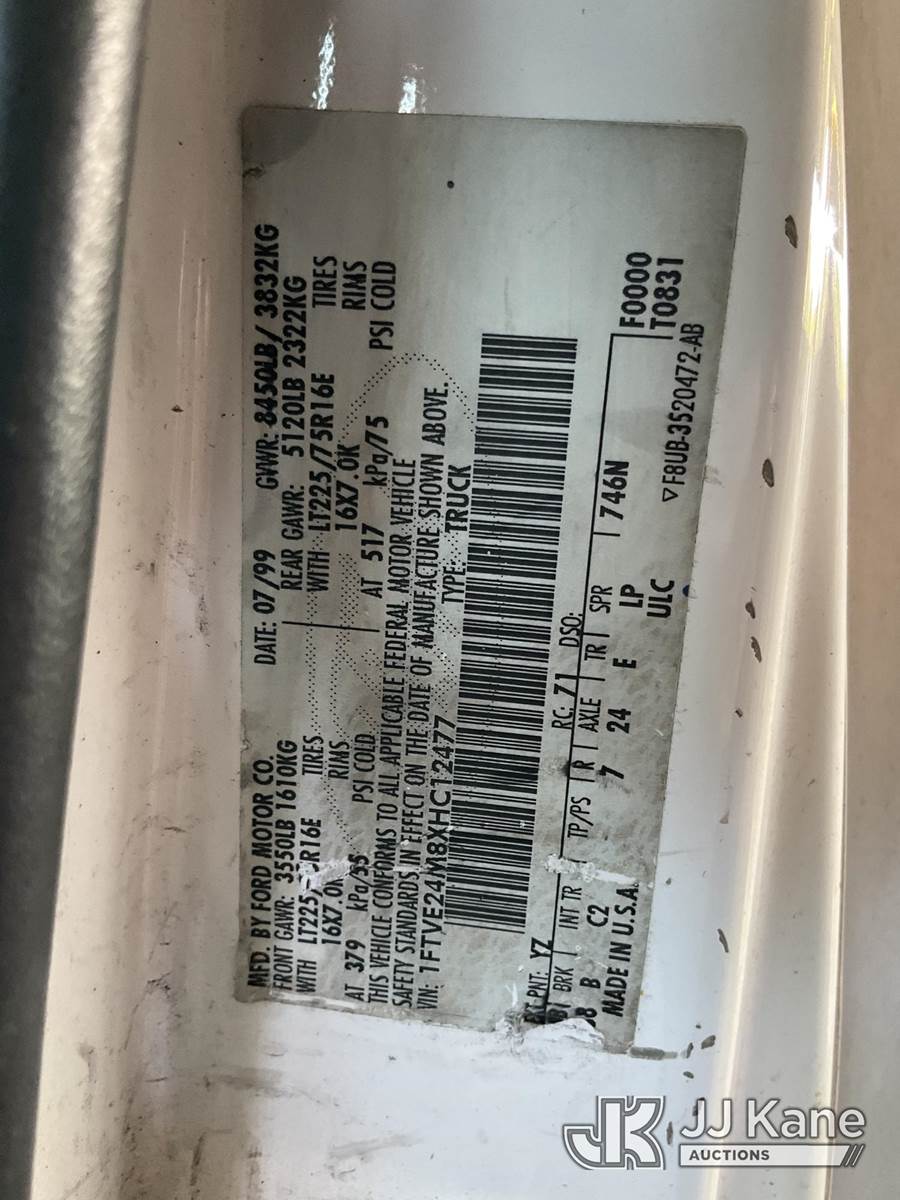 MFD. BY FORD MOTOR CO.
DATE: 07/99 GVWR: 8450LB / 3832KG
FRONT GAWR: 3550LB 1610KG REAR GAWR: 5120LB 2322KG
WITH LT225/ R16E TIRES WITH LT225/75R16E TIRES
16X7.0K RIMS 16X7.0K RIMS
AT 379 kPa/55 PSI COLD AT 517 kPa/75 PSI COLD
THIS VEHICLE CONFORMS TO ALL APPLICABLE FEDERAL MOTOR VEHICLE
SAFETY STANDARDS IN EFFECT ON THE DATE OF MANUFACTURE SHOWN ABOVE.
VIN: 1FTVE24M8XHC12477 TYPE: TRUCK
PNT: YZ RC: 71 DSO: F0000
BRK INT TR TP/PS R AXLE TR SPR T0831
B C2 7 24 E LP 746N
MADE IN U.S.A. ULC
▽F8UB-3520472-AB
JK JJ Kane
AUCTIONS